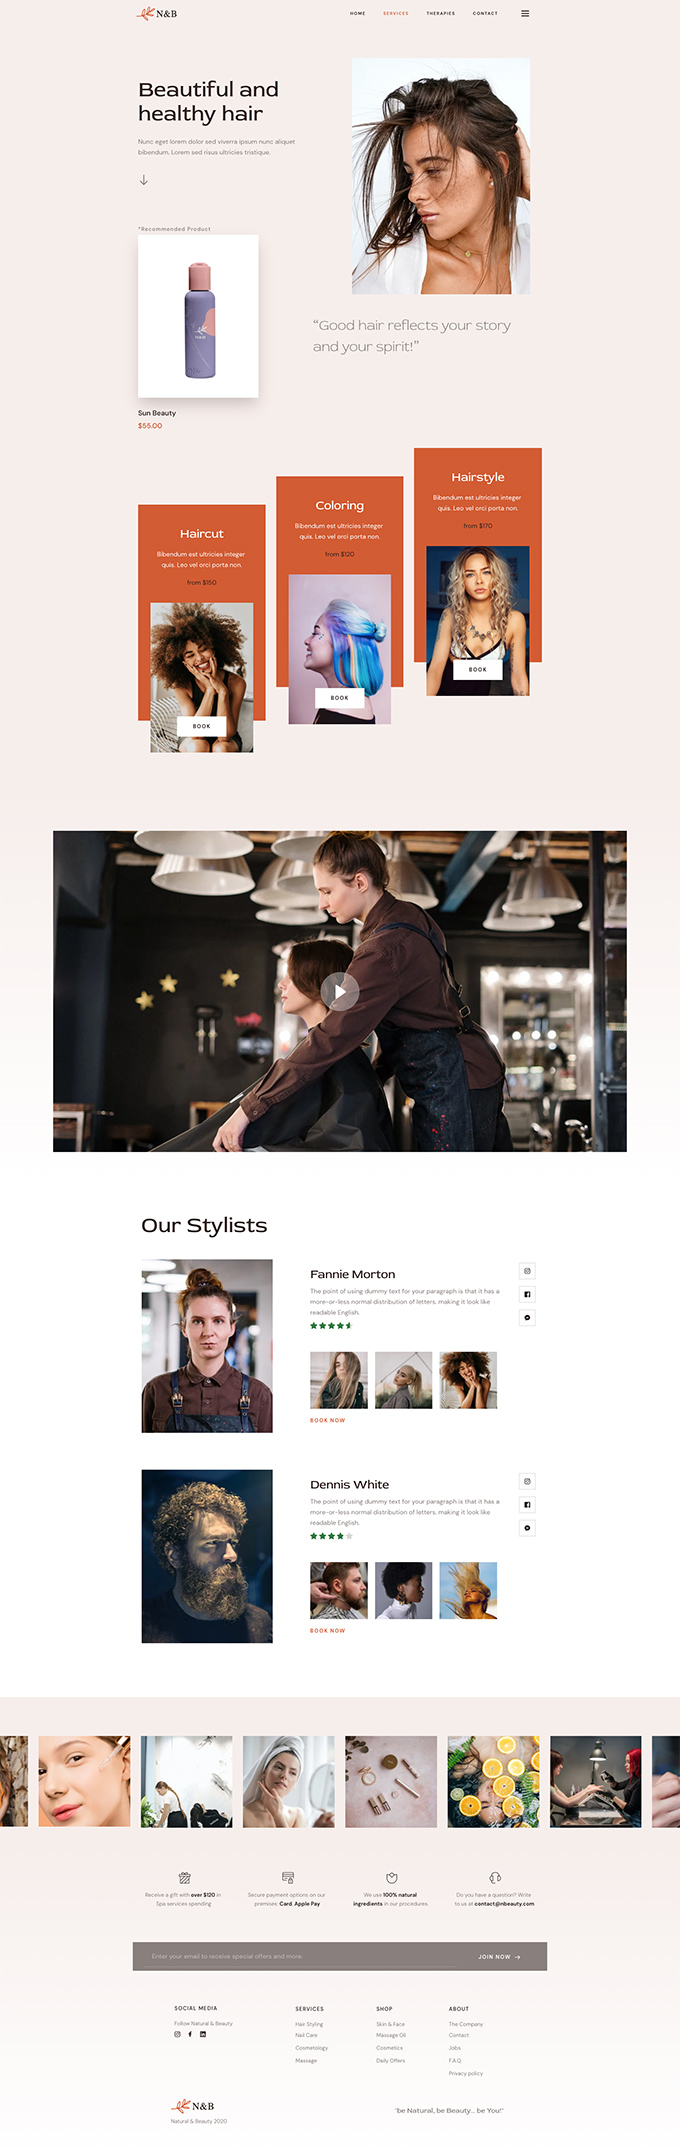 N&B
HOME
SERVICES
THERAPIES
CONTACT
Beautiful and
healthy hair
Nunc eget lorem dolor sed viverra ipsum nunc aliquet
bibendum. Lorem sed risus ultricies tristique.
*Recommended Product
Sun Beauty
$55.00
“Good hair reflects your story
and your spirit!”
Haircut
Bibendum est ultricies integer
quis. Leo vel orci porta non.
from $150
BOOK
Coloring
Bibendum est ultricies integer
quis. Leo vel orci porta non.
from $120
BOOK
Hairstyle
Bibendum est ultricies integer
quis. Leo vel orci porta non.
from $170
BOOK
Our Stylists
Fannie Morton
The point of using dummy text for your paragraph is that it has a
more-or-less normal distribution of letters. making it look like
readable English.
BOOK NOW
Dennis White
The point of using dummy text for your paragraph is that it has a
more-or-less normal distribution of letters. making it look like
readable English.
BOOK NOW
Receive a gift with over $120 in
Spa services spending
Secure payment options on our
premises: Card, Apple Pay
We use 100% natural
ingredients in our procedures.
Do you have a question? Write
to us at contact@nbeauty.com
Enter your email to receive special offers and more.
JOIN NOW
SOCIAL MEDIA
Follow Natural & Beauty
SERVICES
Hair Styling
Nail Care
Cosmetology
Massage
SHOP
Skin & Face
Massage Oil
Cosmetics
Daily Offers
ABOUT
The Company
Contact
Jobs
F.A.Q.
Privacy policy
N&B
Natural & Beauty 2020
"be Natural, be Beauty... be You!"